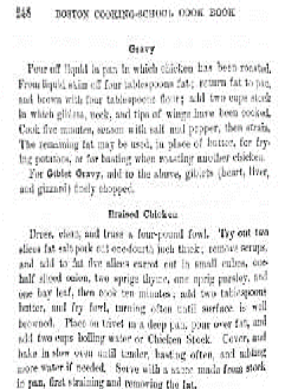 248 BOSTON COOKING-SCHOOL COOK BOOK
Gravy
Pour off liquid in pan in which chicken has been roasted.
From liquid skim off four tablespoons fat; return fat to pan,
and brown with four tablespoons flour; add two cups stock
in which giblets, neck, and tips of wings have been cooked.
Cook five minutes, season with salt and pepper, then strain.
The remaining fat may be used, in place of butter, for fry-
ing potatoes, or for basting when roasting another chicken.
For Giblet Gravy, add to the above, giblets (heart, liver,
and gizzard) finely chopped.
Braised Chicken
Dress, clean, and truss a four-pound fowl. Try out two
slices fat salt pork cut one-fourth inch thick; remove scraps,
and add to fat five slices carrot cut in small cubes, one-
half sliced onion, two sprigs thyme, one sprig parsley, and
one bay leaf, then cook ten minutes; add two tablespoons
butter, and fry fowl, turning often until surface is well
browned. Place on trivet in a deep pan, pour over fat, and
add two cups boiling water or Chicken Stock. Cover, and
bake in slow oven until tender, basting often, and adding
more water if needed. Serve with a sauce made from stock
in pan, first straining and removing the fat.